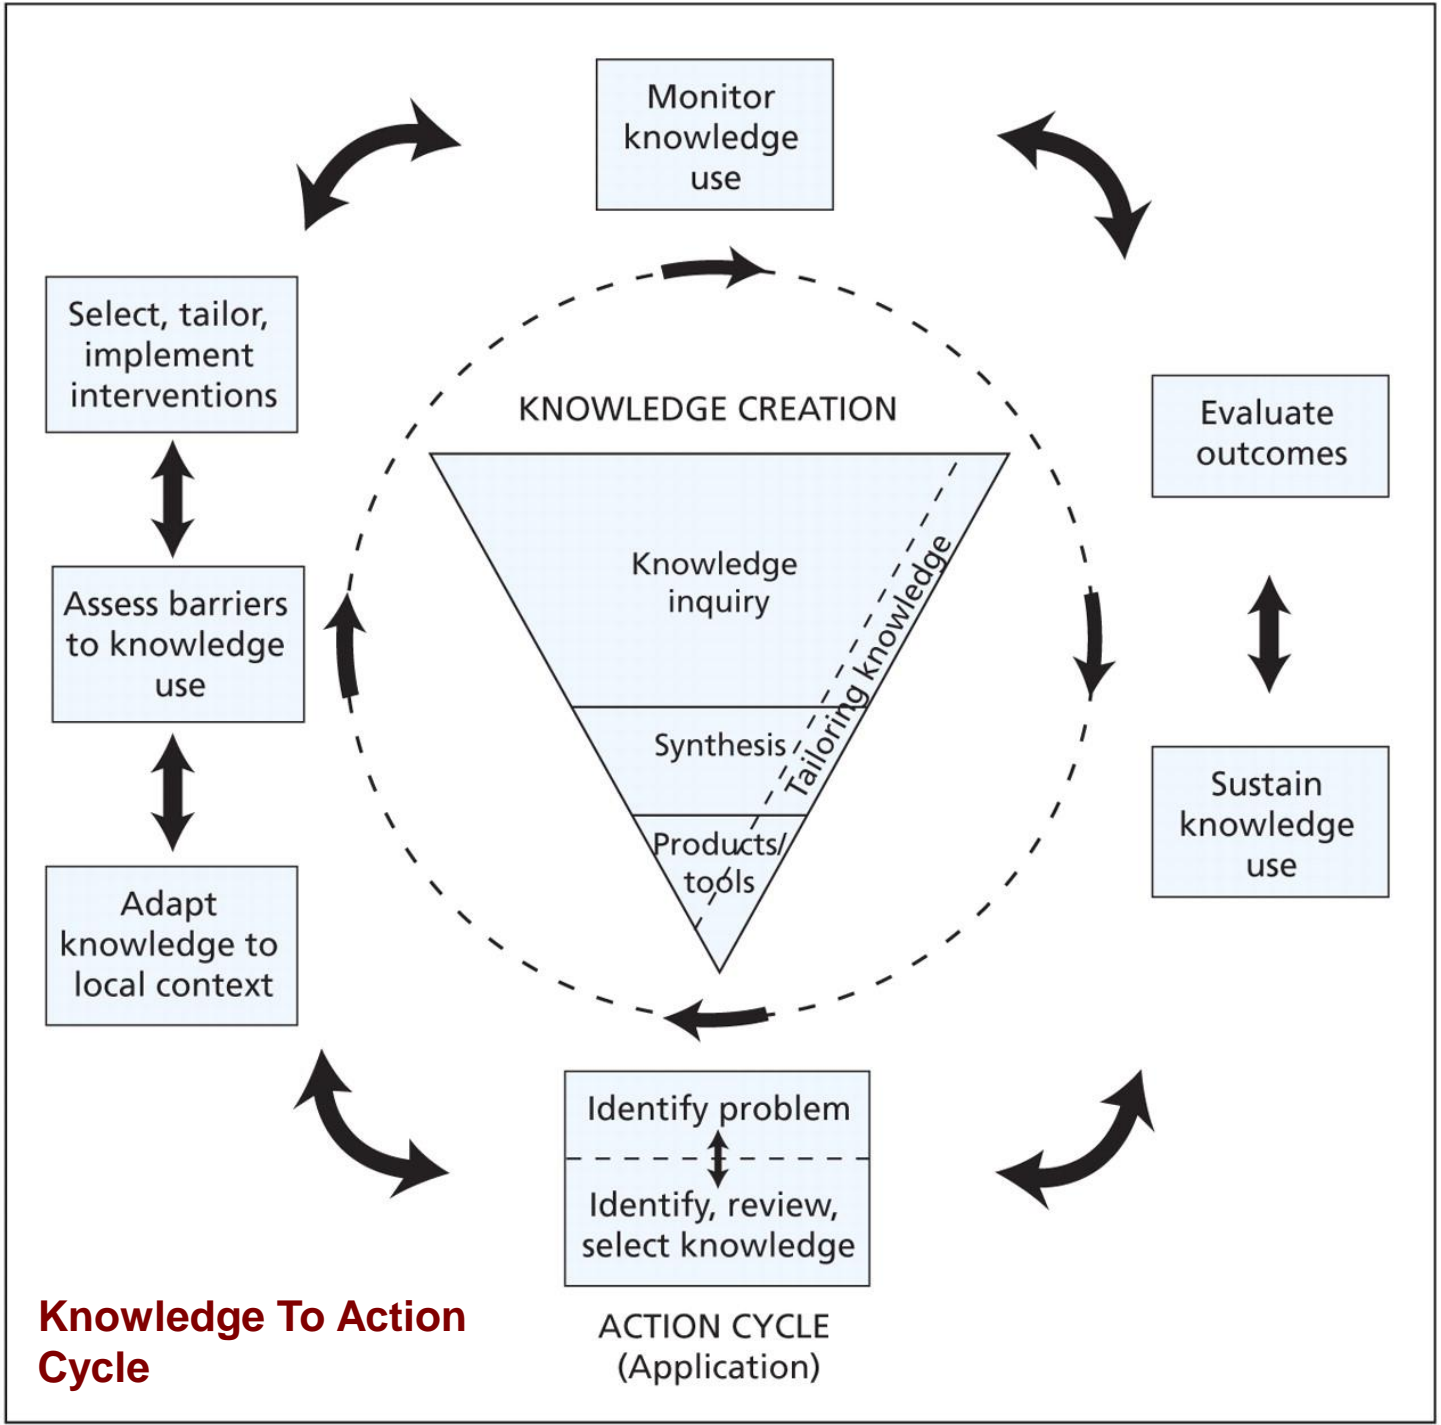 Monitor
knowledge
use
Select, tailor,
implement
interventions
Evaluate
outcomes
KNOWLEDGE CREATION
Knowledge
inquiry
Tailoring knowledge
Synthesis
Products/
tools
Assess barriers
to knowledge
use
Sustain
knowledge
use
Adapt
knowledge to
local context
Identify problem
Identify, review,
select knowledge
ACTION CYCLE
(Application)
Knowledge To Action
Cycle